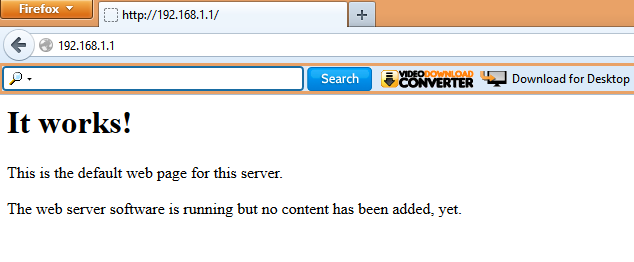 Firefox
http://192.168.1.1/
192.168.1.1
Search
VIDEO DOWNLOAD
CONVERTER
Download for Desktop
It works!
This is the default web page for this server.
The web server software is running but no content has been added, yet.